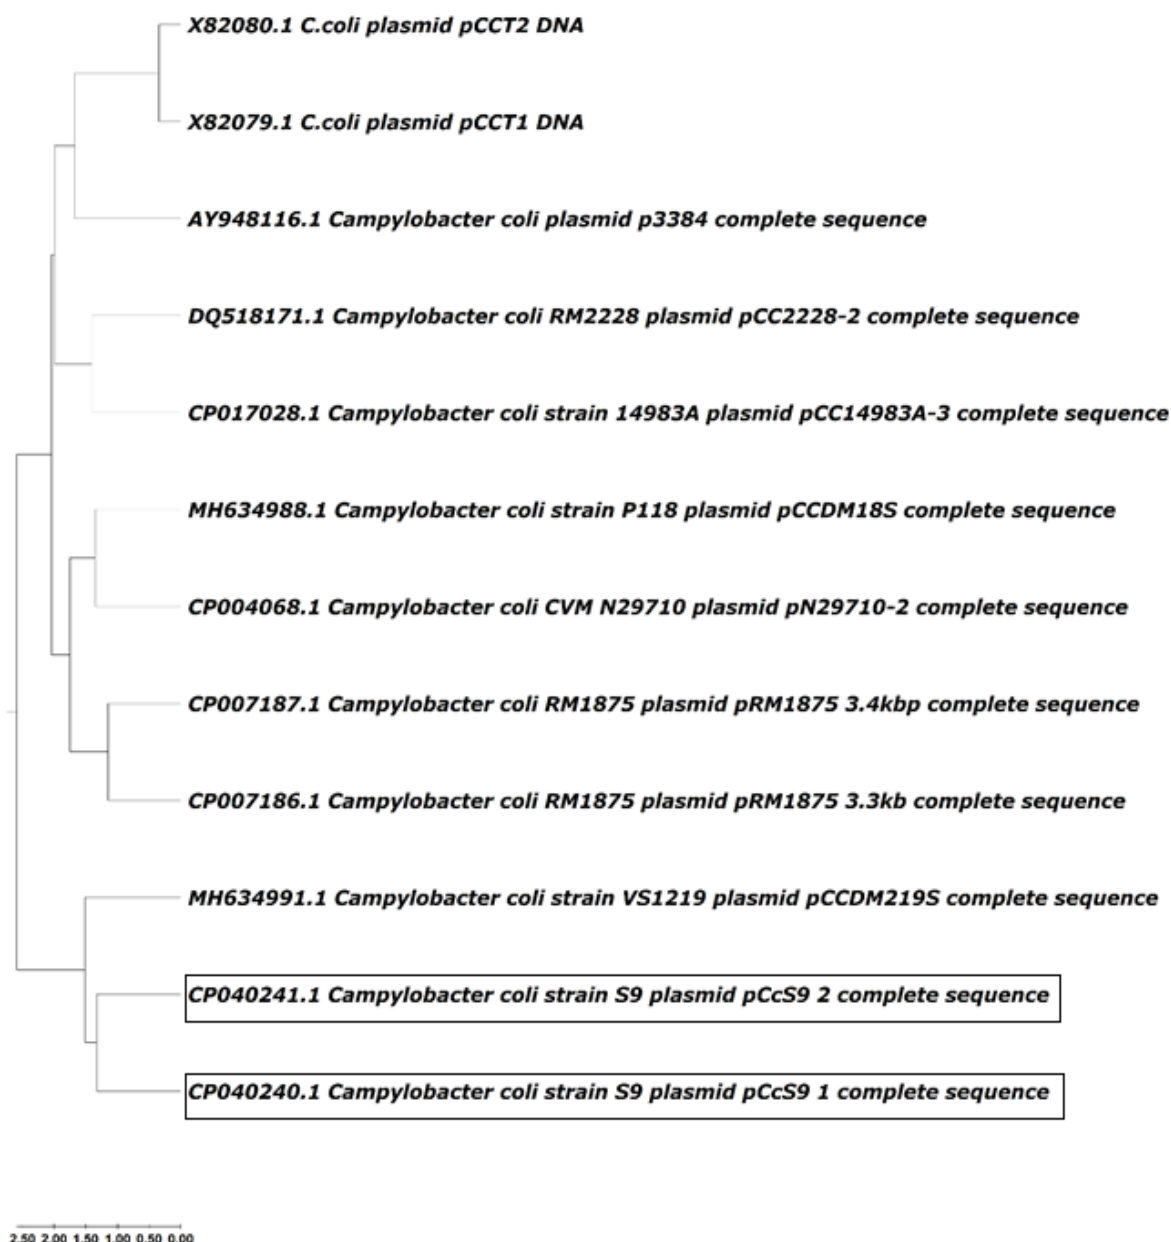 X82080.1 C.coli plasmid pCCT2 DNA
X82079.1 C.coli plasmid pCCT1 DNA
AY948116.1 Campylobacter coli plasmid p3384 complete sequence
DQ518171.1 Campylobacter coli RM2228 plasmid pCC2228-2 complete sequence
CP017028.1 Campylobacter coli strain 14983A plasmid pCC14983A-3 complete sequence
MH634988.1 Campylobacter coli strain P118 plasmid pCCDM18S complete sequence
CP004068.1 Campylobacter coli CVM N29710 plasmid pN29710-2 complete sequence
CP007187.1 Campylobacter coli RM1875 plasmid pRM1875 3.4kbp complete sequence
CP007186.1 Campylobacter coli RM1875 plasmid pRM1875 3.3kb complete sequence
MH634991.1 Campylobacter coli strain VS1219 plasmid pCCDM219S complete sequence
CP040241.1 Campylobacter coli strain S9 plasmid pCcS9 2 complete sequence
CP040240.1 Campylobacter coli strain S9 plasmid pCcS9 1 complete sequence
2.50 2.00 1.50 1.00 0.50 0.00